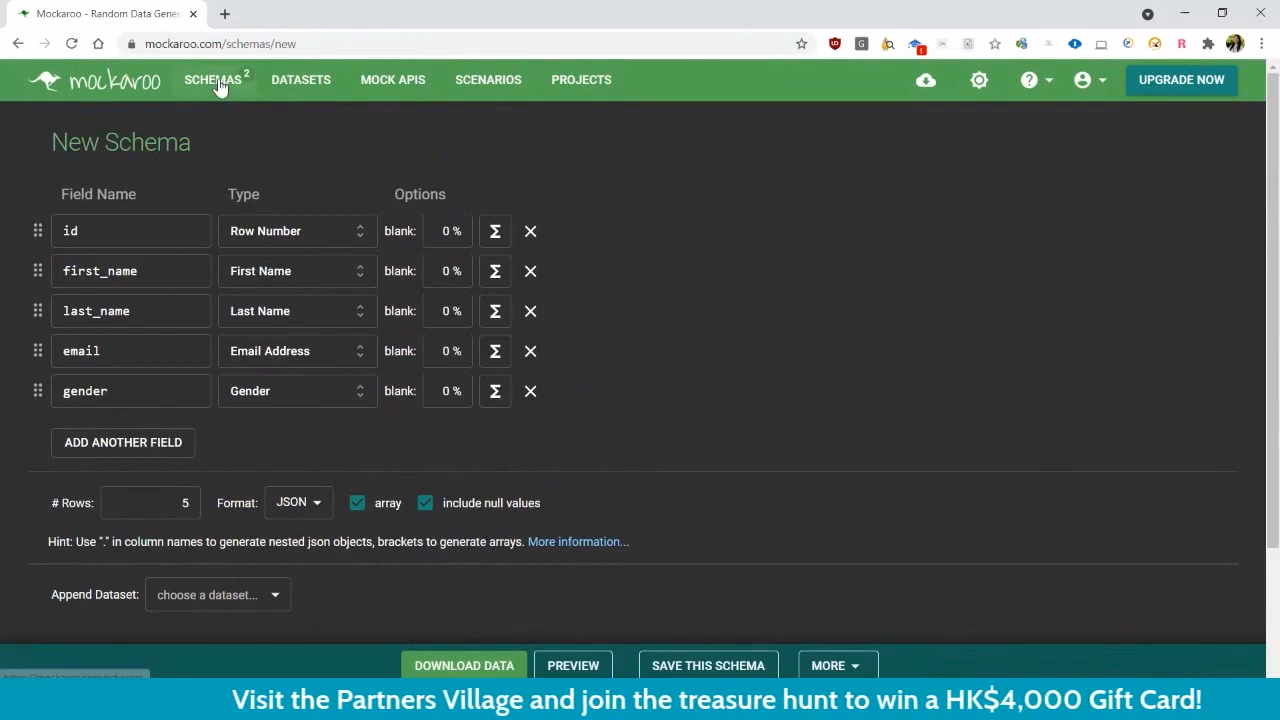 Mockaroo - Random Data Gener
mockaroo.com/schemas/new
mockaroo SCHEMAS 2 DATASETS MOCK APIS SCENARIOS PROJECTS UPGRADE NOW
New Schema
Field Name Type Options
id Row Number blank: 0 % Σ
first_name First Name blank: 0 % Σ
last_name Last Name blank: 0 % Σ
email Email Address blank: 0 % Σ
gender Gender blank: 0 % Σ
ADD ANOTHER FIELD
# Rows: 5 Format: JSON array include null values
Hint: Use "." in column names to generate nested json objects, brackets to generate arrays. More information...
Append Dataset: choose a dataset...
DOWNLOAD DATA PREVIEW SAVE THIS SCHEMA MORE
Visit the Partners Village and join the treasure hunt to win a HK$4,000 Gift Card!